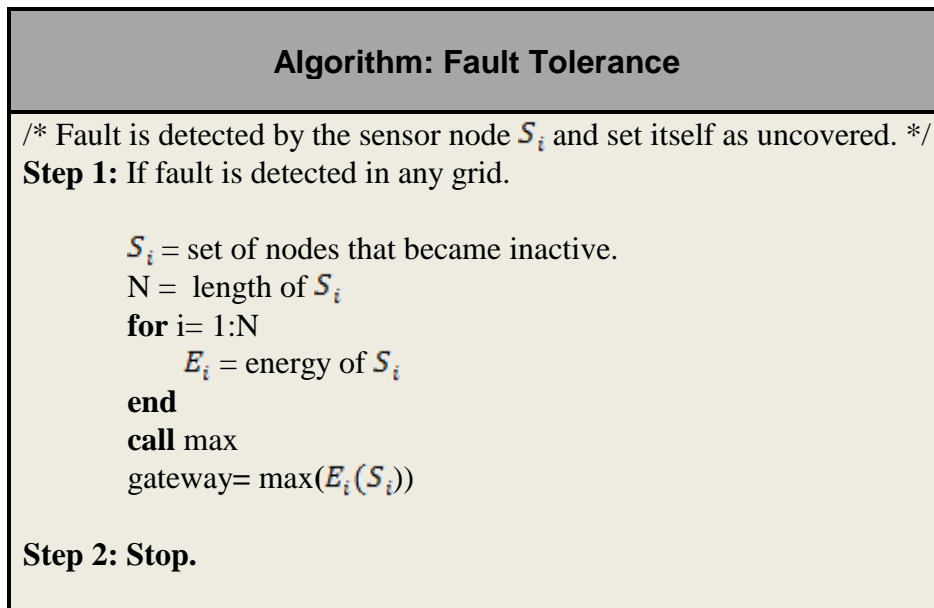 Algorithm: Fault Tolerance
/* Fault is detected by the sensor node S_i and set itself as uncovered. */
Step 1: If fault is detected in any grid.
S_i = set of nodes that became inactive.
N = length of S_i
for i= 1:N
E_i = energy of S_i
end
call max
gateway= max(E_i(S_i))
Step 2: Stop.